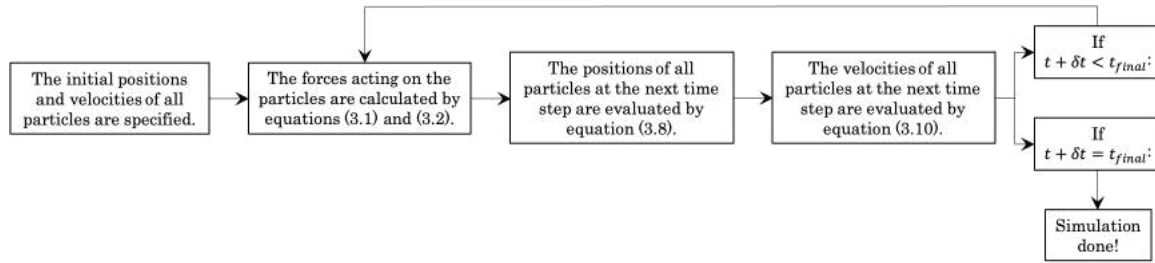 The initial positions
and velocities of all
particles are specified.
The forces acting on the
particles are calculated by
equations (3.1) and (3.2).
The positions of all
particles at the next time
step are evaluated by
equation (3.8).
The velocities of all
particles at the next time
step are evaluated by
equation (3.10).
If
t + δt < t_final:
If
t + δt = t_final:
Simulation
done!